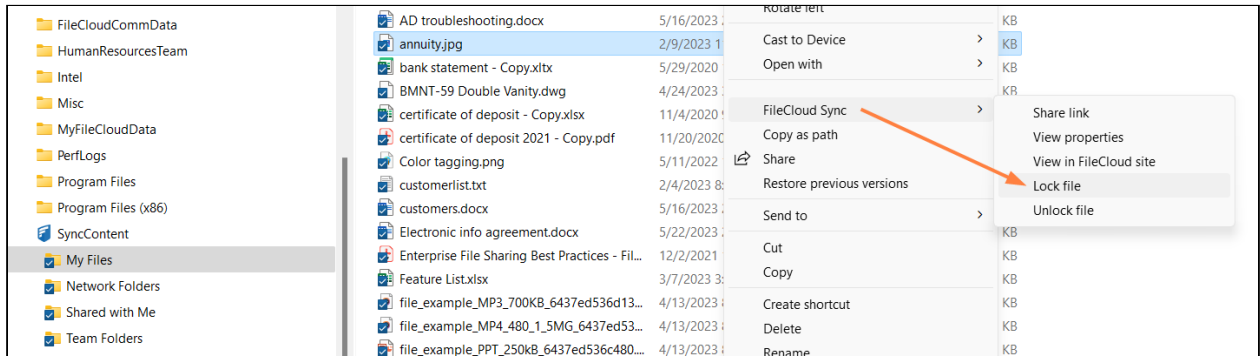 FileCloudCommData
HumanResourcesTeam
Intel
Misc
MyFileCloudData
PerfLogs
Program Files
Program Files (x86)
SyncContent
My Files
Network Folders
Shared with Me
Team Folders
AD troubleshooting.docx 5/16/2023 KB
annuity.jpg 2/9/2023 1 KB
bank statement - Copy.xltx 5/29/2020 KB
BMNT-59 Double Vanity.dwg 4/24/2023 KB
certificate of deposit - Copy.xlsx 11/4/2020
certificate of deposit 2021 - Copy.pdf 11/20/2020
Color tagging.png 5/11/2022
customerlist.txt 2/4/2023 8:
customers.docx 5/16/2023
Electronic info agreement.docx 5/22/2023 KB
Enterprise File Sharing Best Practices - Fil... 12/2/2021 KB
Feature List.xlsx 3/7/2023 3: KB
file_example_MP3_700KB_6437ed536d13... 4/13/2023 KB
file_example_MP4_480_1_5MG_6437ed53... 4/13/2023 KB
file_example_PPT_250kB_6437ed536c480.... 4/13/2023 KB
Rotate left
Cast to Device
Open with
FileCloud Sync
Copy as path
Share
Restore previous versions
Send to
Cut
Copy
Create shortcut
Delete
Rename
Share link
View properties
View in FileCloud site
Lock file
Unlock file